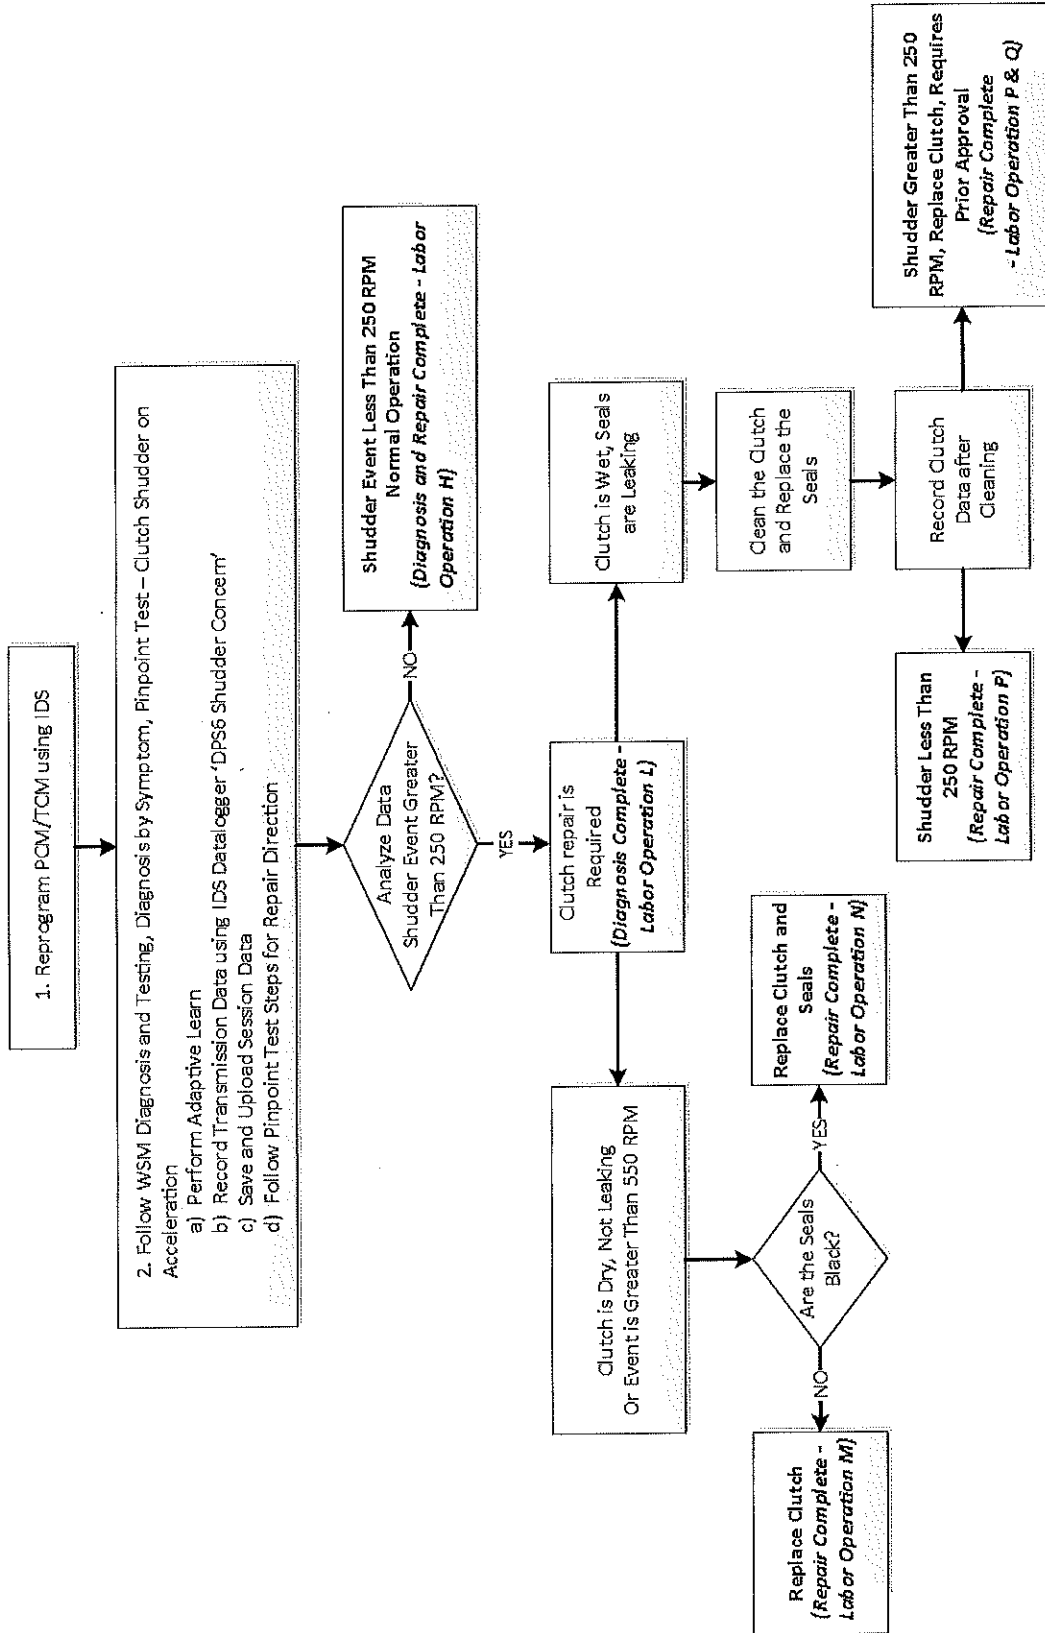 1. Reprogram PCM/TCM using IDS
2. Follow WSM Diagnosis and Testing, Diagnosis by Symptom, Pinpoint Test – Clutch Shudder on
Acceleration
a) Perform Adaptive Learn
b) Record Transmission Data using IDS Datalogger 'DPS6 Shudder Concern'
c) Save and Upload Session Data
d) Follow Pinpoint Test Steps for Repair Direction
Analyze Data
Shudder Event Greater
Than 250 RPM?
NO
Shudder Event Less Than 250 RPM
Normal Operation
(Diagnosis and Repair Complete - Labor
Operation H)
YES
Clutch repair is
Required
(Diagnosis Complete -
Labor Operation L)
Clutch is Dry, Not Leaking
Or Event is Greater Than 550 RPM
Are the Seals
Black?
NO
Replace Clutch
(Repair Complete -
Labor Operation M)
YES
Replace Clutch and
Seals
(Repair Complete -
Labor Operation N)
Clutch is Wet, Seals
are Leaking
Clean the Clutch
and Replace the
Seals
Record Clutch
Data after
Cleaning
Shudder Less Than
250 RPM
(Repair Complete -
Labor Operation P)
Shudder Greater Than 250
RPM, Replace Clutch, Requires
Prior Approval
(Repair Complete
- Labor Operation P & Q)